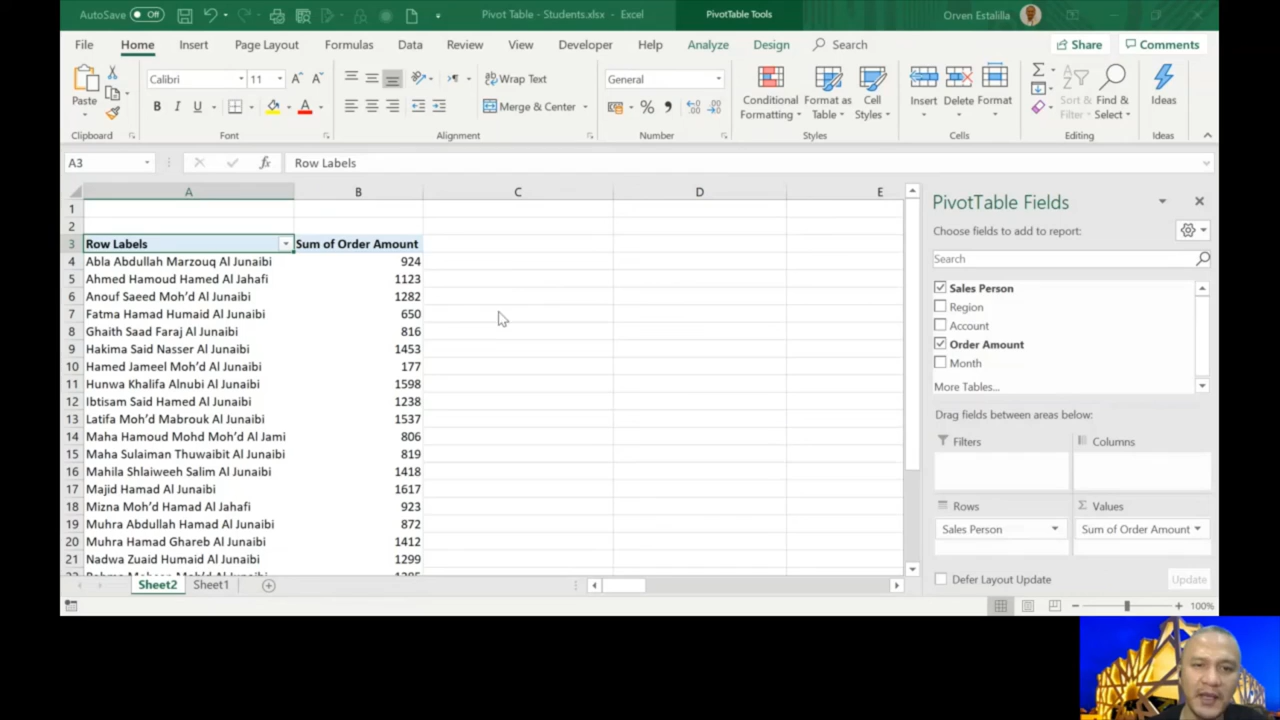 AutoSave Off Pivot Table - Students.xlsx - Excel PivotTable Tools Orven Estalilla
File Home Insert Page Layout Formulas Data Review View Developer Help Analyze Design Search Share Comments
Calibri 11 Wrap Text General
Paste B I U Merge & Center Conditional Formatting Format as Table Cell Styles Insert Delete Format Sort & Filter Find & Select Ideas
Clipboard Font Alignment Number Styles Cells Editing Ideas
A3 fx Row Labels
A B C D E
1
2
3 Row Labels Sum of Order Amount
4 Abla Abdullah Marzouq Al Junaibi 924
5 Ahmed Hamoud Hamed Al Jahafi 1123
6 Anouf Saeed Moh’d Al Junaibi 1282
7 Fatma Hamad Humaid Al Junaibi 650
8 Ghaith Saad Faraj Al Junaibi 816
9 Hakima Said Nasser Al Junaibi 1453
10 Hamed Jameel Moh’d Al Junaibi 177
11 Hunwa Khalifa Alnubi Al Junaibi 1598
12 Ibtisam Said Hamed Al Junaibi 1238
13 Latifa Moh’d Mabrouk Al Junaibi 1537
14 Maha Hamoud Mohd Moh’d Al Jami 806
15 Maha Sulaiman Thuwaibit Al Junaibi 819
16 Mahila Shlaiweeh Salim Al Junaibi 1418
17 Majid Hamad Al Junaibi 1617
18 Mizna Moh’d Hamad Al Jahafi 923
19 Muhra Abdullah Hamad Al Junaibi 872
20 Muhra Hamad Ghareb Al Junaibi 1412
21 Nadwa Zuaid Humaid Al Junaibi 1299
Sheet2 Sheet1
PivotTable Fields
Choose fields to add to report:
Search
Sales Person
Region
Account
Order Amount
Month
More Tables...
Drag fields between areas below:
Filters Columns
Rows Σ Values
Sales Person Sum of Order Amount
Defer Layout Update Update
100%